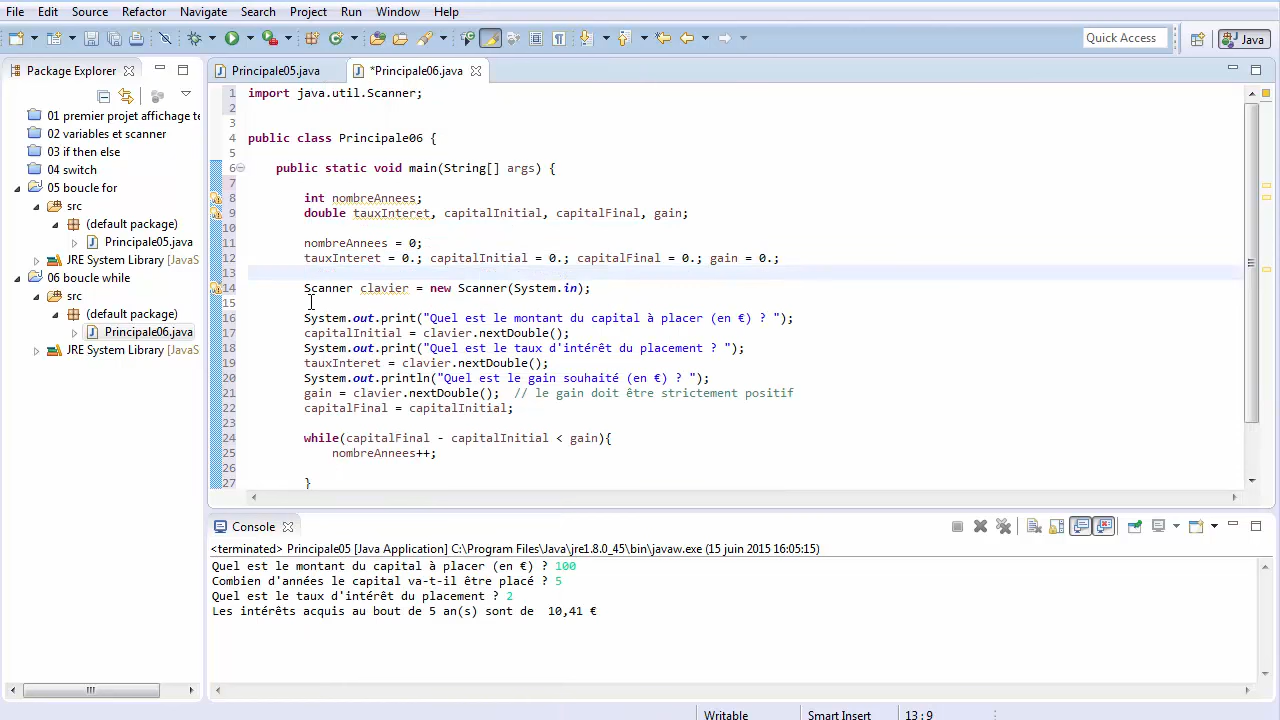 File Edit Source Refactor Navigate Search Project Run Window Help
Quick Access
Java
Package Explorer
01 premier projet affichage te
02 variables et scanner
03 if then else
04 switch
05 boucle for
src
(default package)
Principale05.java
JRE System Library [JavaS
06 boucle while
src
(default package)
Principale06.java
JRE System Library [JavaS
Principale05.java
*Principale06.java
1 import java.util.Scanner;
2
3
4 public class Principale06 {
5
6 public static void main(String[] args) {
7
8 int nombreAnnees;
9 double tauxInteret, capitalInitial, capitalFinal, gain;
10
11 nombreAnnees = 0;
12 tauxInteret = 0.; capitalInitial = 0.; capitalFinal = 0.; gain = 0.;
13
14 Scanner clavier = new Scanner(System.in);
15
16 System.out.print("Quel est le montant du capital à placer (en €) ? ");
17 capitalInitial = clavier.nextDouble();
18 System.out.print("Quel est le taux d'intérêt du placement ? ");
19 tauxInteret = clavier.nextDouble();
20 System.out.println("Quel est le gain souhaité (en €) ? ");
21 gain = clavier.nextDouble(); // le gain doit être strictement positif
22 capitalFinal = capitalInitial;
23
24 while(capitalFinal - capitalInitial < gain){
25 nombreAnnees++;
26
27 }
Console
<terminated> Principale05 [Java Application] C:\Program Files\Java\jre1.8.0_45\bin\javaw.exe (15 juin 2015 16:05:15)
Quel est le montant du capital à placer (en €) ? 100
Combien d'années le capital va-t-il être placé ? 5
Quel est le taux d'intérêt du placement ? 2
Les intérêts acquis au bout de 5 an(s) sont de  10,41 €
Writable
Smart Insert
13 : 9